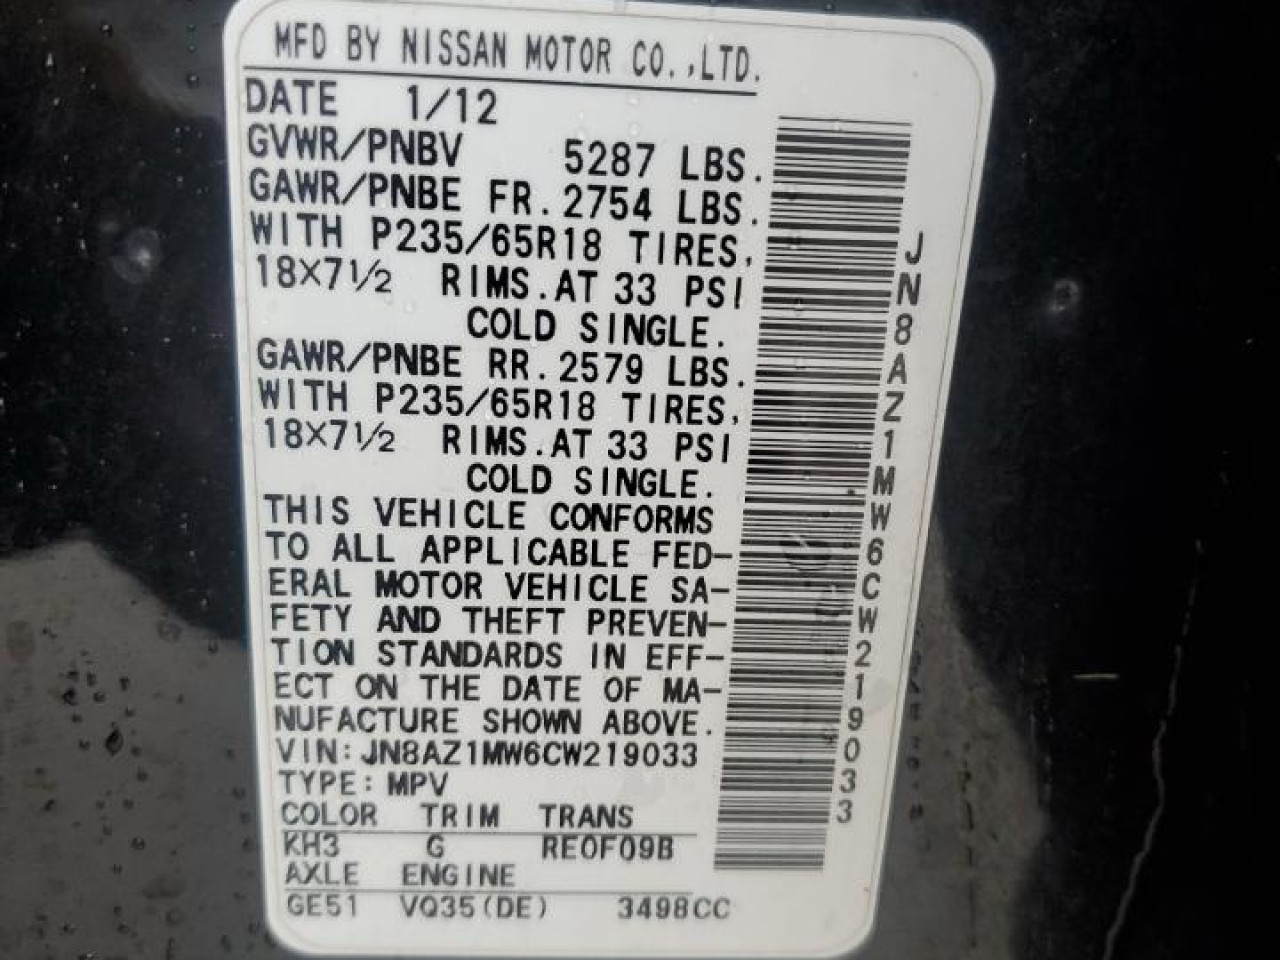 MFD BY NISSAN MOTOR CO.,LTD.
DATE 1/12
GVWR/PNBV 5287 LBS.
GAWR/PNBE FR. 2754 LBS.
WITH P235/65R18 TIRES,
18×7½ RIMS.AT 33 PSI
COLD SINGLE.
GAWR/PNBE RR. 2579 LBS.
WITH P235/65R18 TIRES,
18×7½ RIMS.AT 33 PSI
COLD SINGLE.
THIS VEHICLE CONFORMS
TO ALL APPLICABLE FED-
ERAL MOTOR VEHICLE SA-
FETY AND THEFT PREVEN-
TION STANDARDS IN EFF-
ECT ON THE DATE OF MA-
NUFACTURE SHOWN ABOVE.
VIN:JN8AZ1MW6CW219033
TYPE:MPV
COLOR TRIM TRANS
KH3 G RE0F09B
AXLE ENGINE
GE51 VQ35(DE) 3498CC
JN8AZ1MW6CW219033